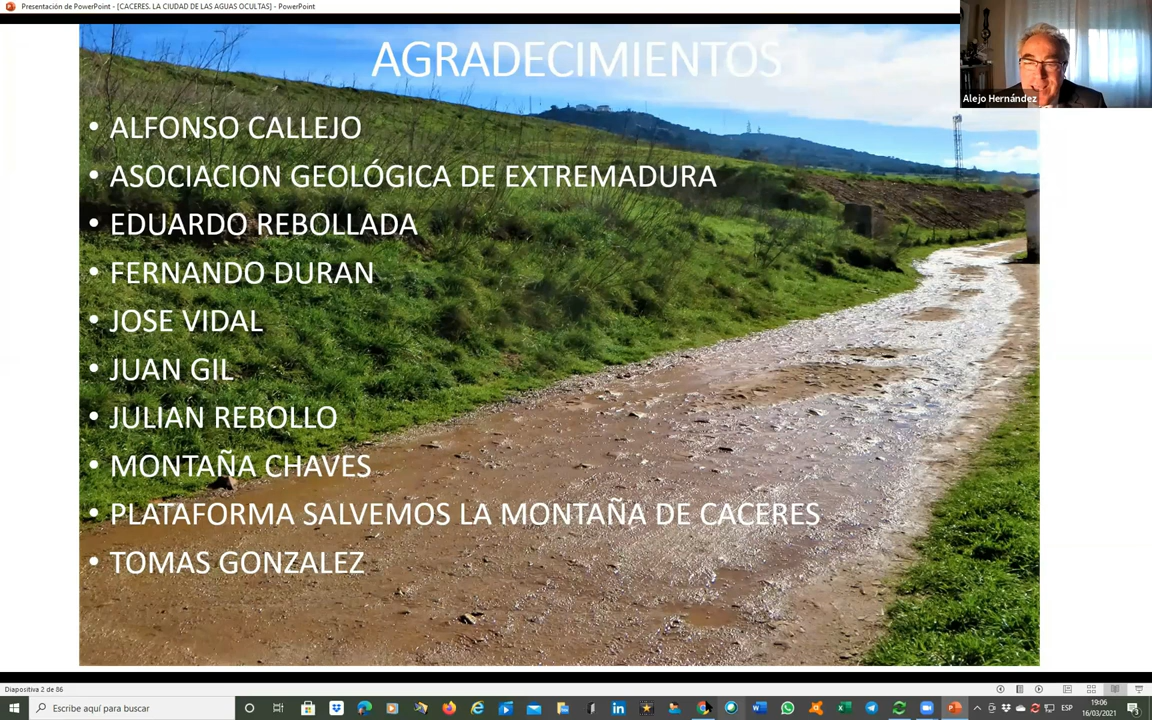 Presentación de PowerPoint - [CACERES. LA CIUDAD DE LAS AGUAS OCULTAS] - PowerPoint
AGRADECIMIENTOS
Alejo Hernández
• ALFONSO CALLEJO
• ASOCIACION GEOLÓGICA DE EXTREMADURA
• EDUARDO REBOLLADA
• FERNANDO DURAN
• JOSE VIDAL
• JUAN GIL
• JULIAN REBOLLO
• MONTAÑA CHAVES
• PLATAFORMA SALVEMOS LA MONTAÑA DE CACERES
• TOMAS GONZALEZ
Diapositiva 2 de 86
Escribe aquí para buscar
ESP
19:06
16/03/2021